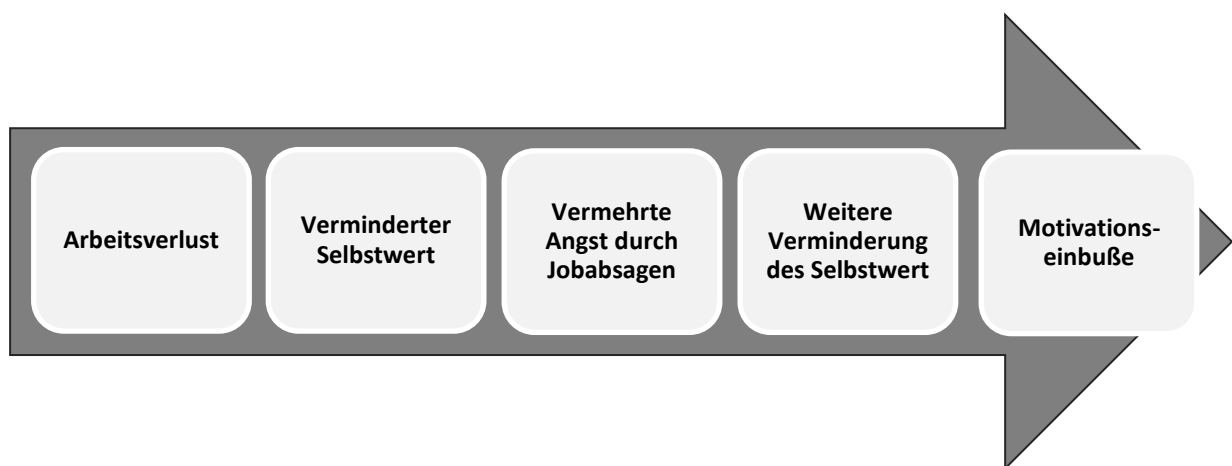 Arbeitsverlust
Verminderter
Selbstwert
Vermehrte
Angst durch
Jobabsagen
Weitere
Verminderung
des Selbstwert
Motivations-
einbuße